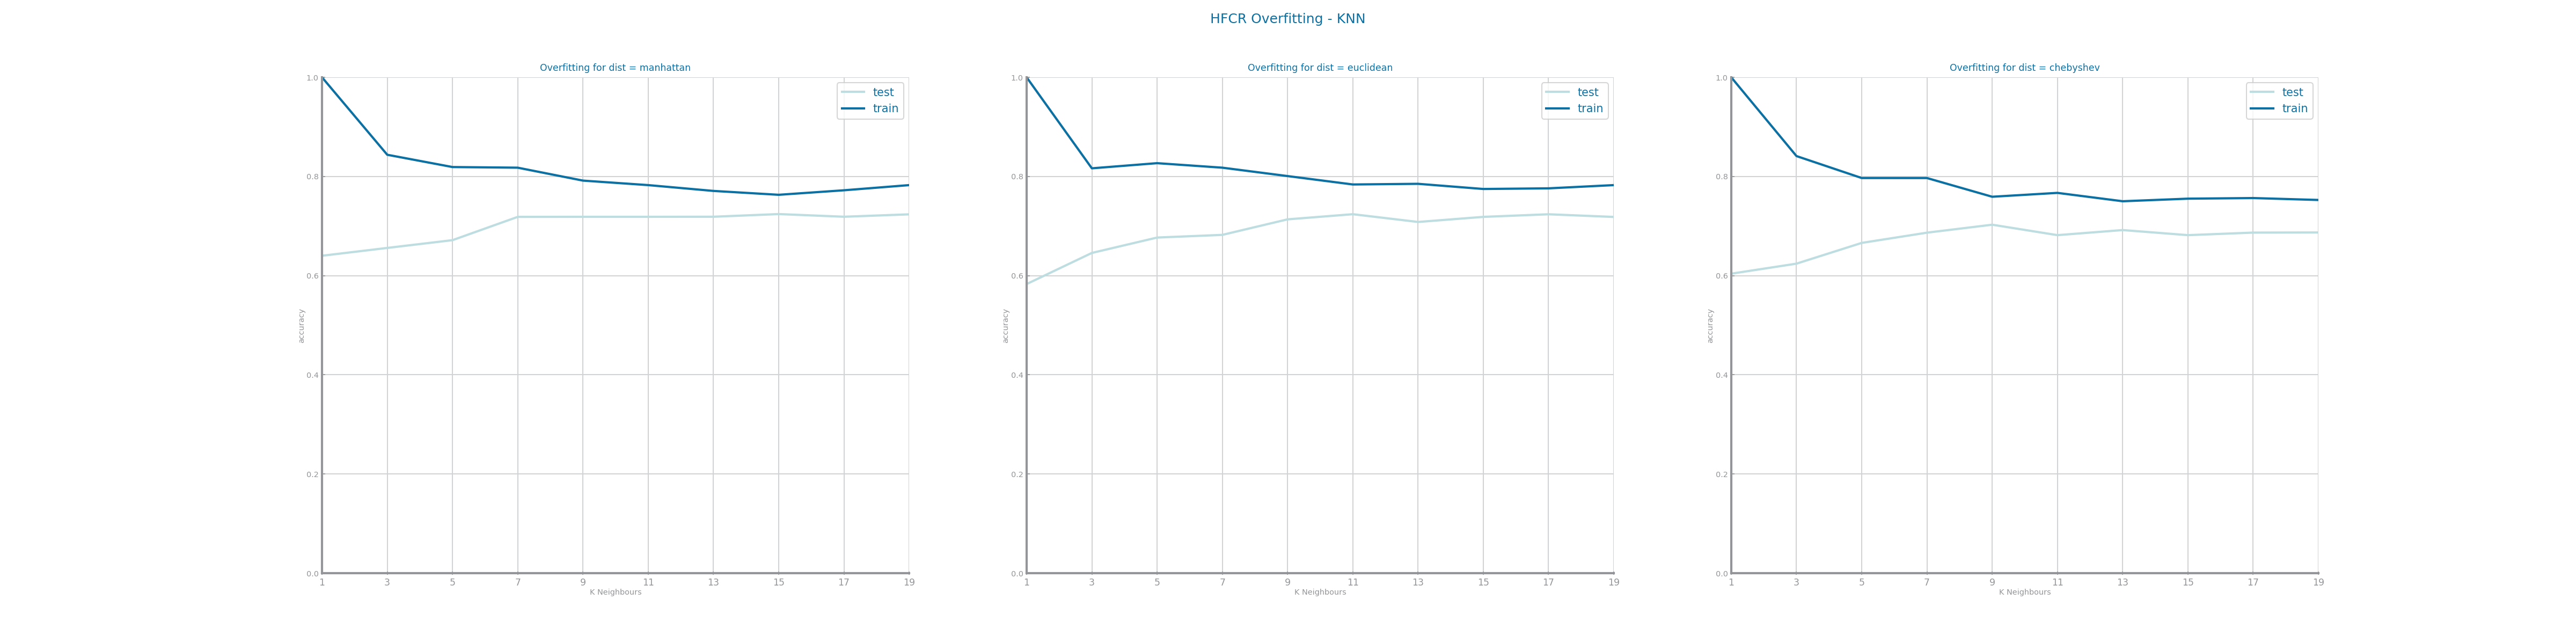 HFCR Overfitting - KNN
Overfitting for dist = manhattan
1.0
0.8
0.6
0.4
0.2
0.0
accuracy
test
train
1 3 5 7 9 11 13 15 17 19
K Neighbours
Overfitting for dist = euclidean
1.0
0.8
0.6
0.4
0.2
0.0
accuracy
test
train
1 3 5 7 9 11 13 15 17 19
K Neighbours
Overfitting for dist = chebyshev
1.0
0.8
0.6
0.4
0.2
0.0
accuracy
test
train
1 3 5 7 9 11 13 15 17 19
K Neighbours